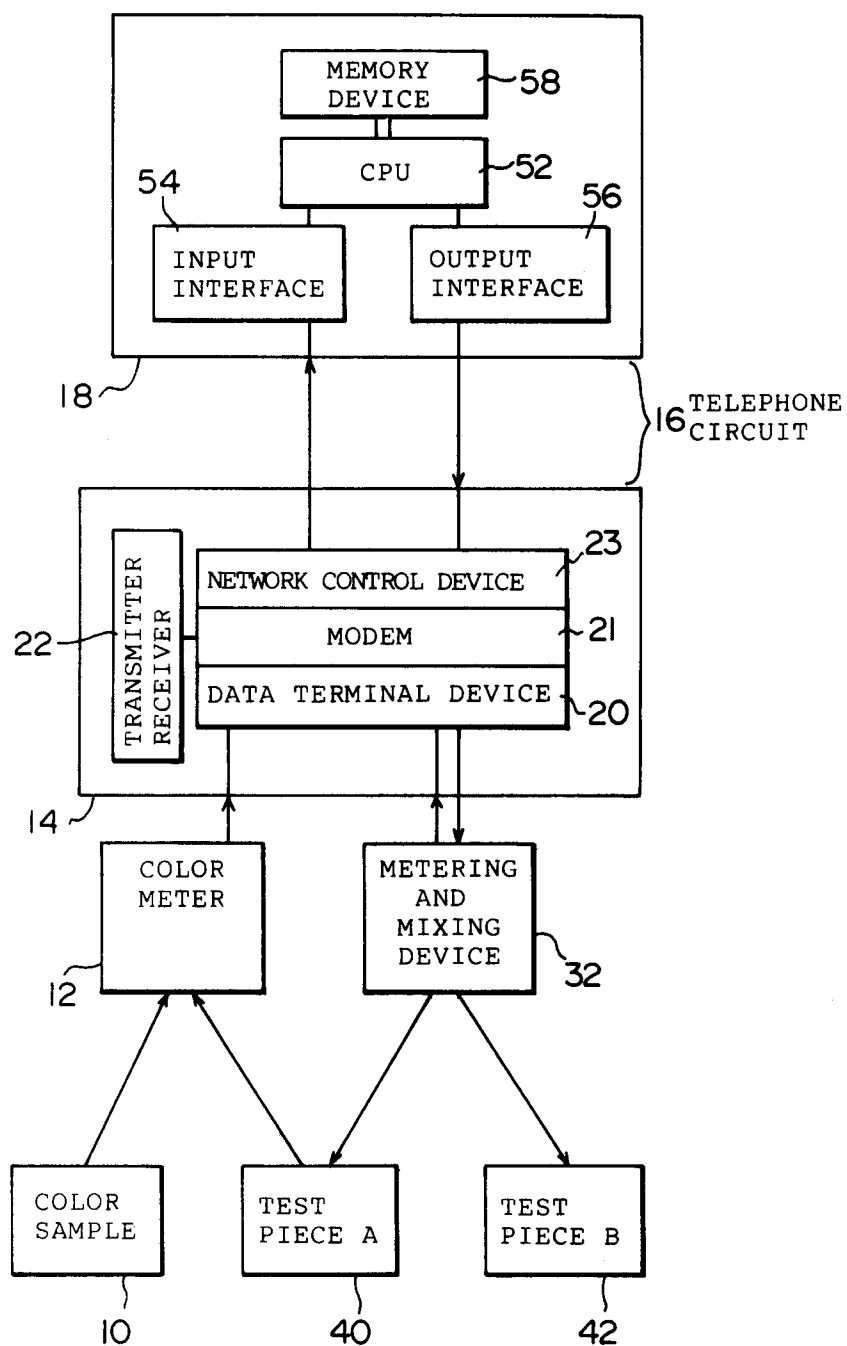 MEMORY
DEVICE
58
CPU
52
54
56
INPUT
INTERFACE
OUTPUT
INTERFACE
18
16 TELEPHONE
CIRCUIT
TRANSMITTER
RECEIVER
22
NETWORK CONTROL DEVICE
23
MODEM
21
DATA TERMINAL DEVICE
20
14
COLOR
METER
12
METERING
AND
MIXING
DEVICE
32
COLOR
SAMPLE
10
TEST
PIECE A
40
TEST
PIECE B
42